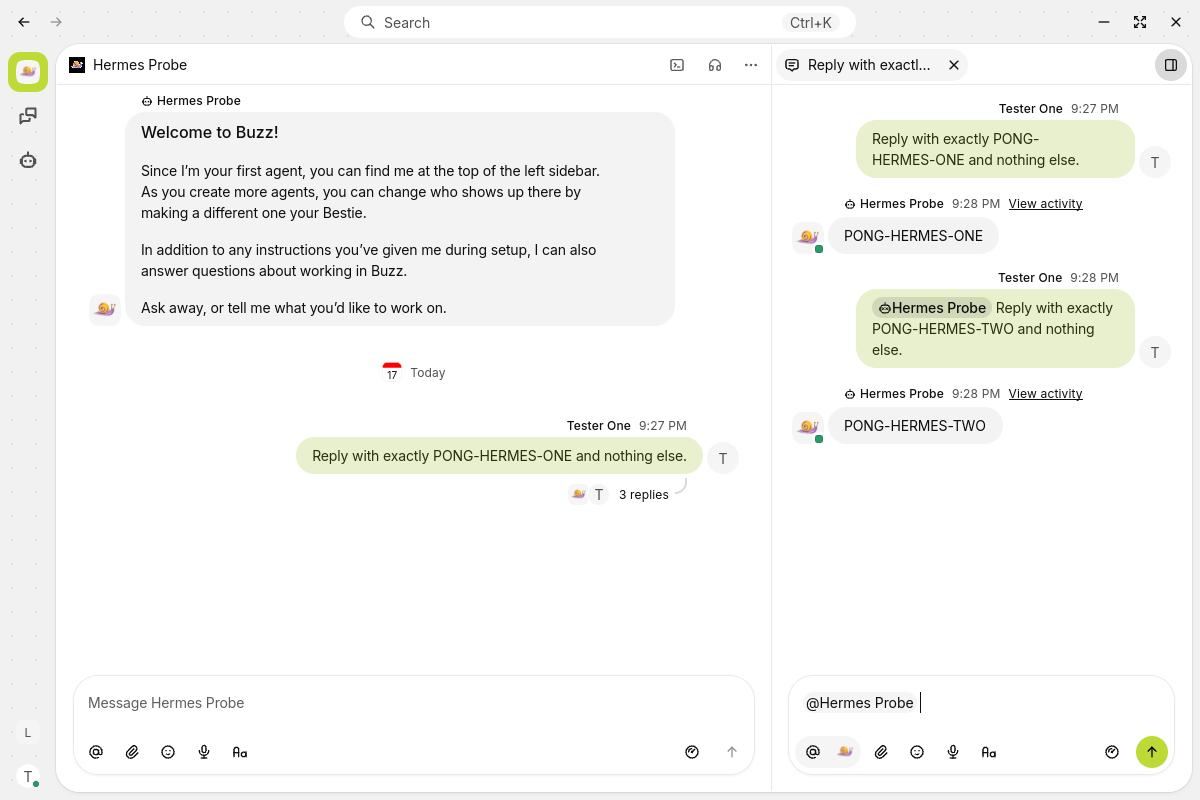 Search
Ctrl+K
Hermes Probe
Hermes Probe
Welcome to Buzz!
Since I’m your first agent, you can find me at the top of the left sidebar.
As you create more agents, you can change who shows up there by
making a different one your Bestie.
In addition to any instructions you’ve given me during setup, I can also
answer questions about working in Buzz.
Ask away, or tell me what you’d like to work on.
17 Today
Tester One 9:27 PM
Reply with exactly PONG-HERMES-ONE and nothing else.
T
T 3 replies
Message Hermes Probe
Aa
Reply with exactl...
Tester One 9:27 PM
Reply with exactly PONG-
HERMES-ONE and nothing else.
T
Hermes Probe 9:28 PM View activity
PONG-HERMES-ONE
Tester One 9:28 PM
Hermes Probe Reply with exactly
PONG-HERMES-TWO and nothing
else.
T
Hermes Probe 9:28 PM View activity
PONG-HERMES-TWO
@Hermes Probe
Aa
L
T